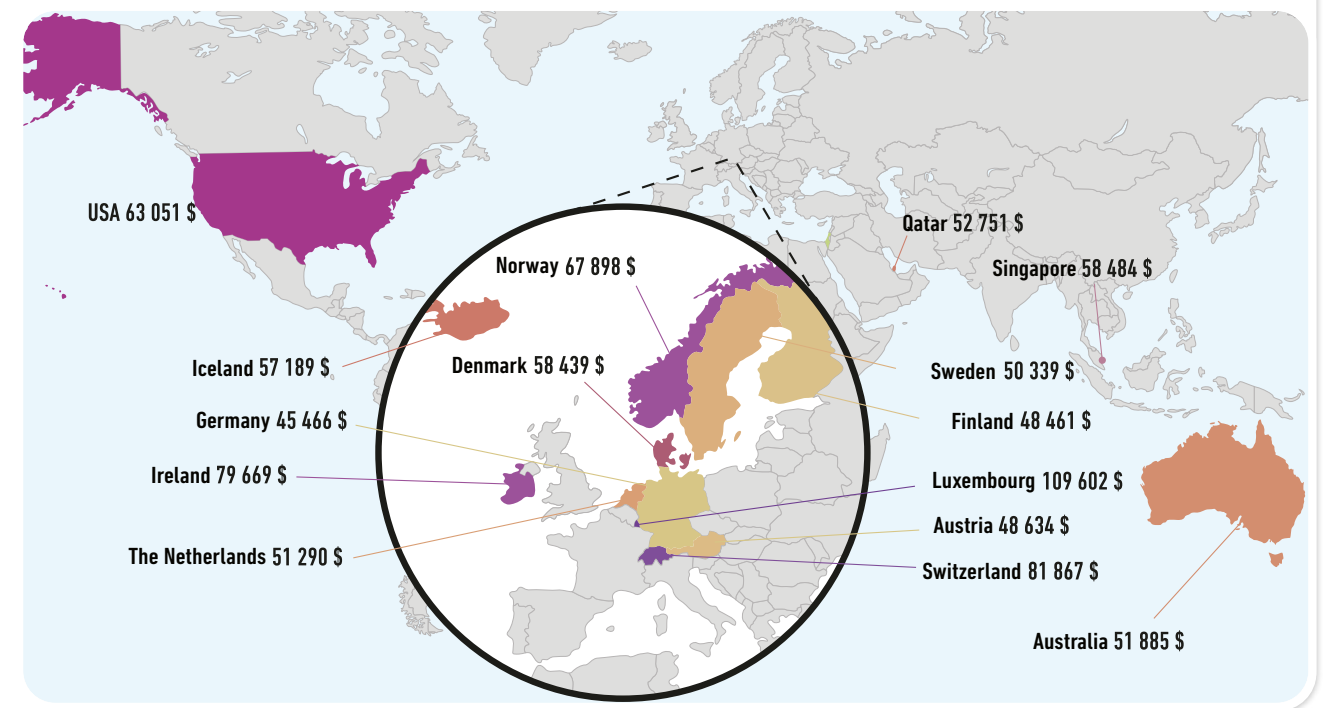 USA 63 051 $
Norway 67 898 $
Qatar 52 751 $
Singapore 58 484 $
Iceland 57 189 $
Denmark 58 439 $
Sweden 50 339 $
Germany 45 466 $
Finland 48 461 $
Ireland 79 669 $
Luxembourg 109 602 $
Austria 48 634 $
The Netherlands 51 290 $
Switzerland 81 867 $
Australia 51 885 $